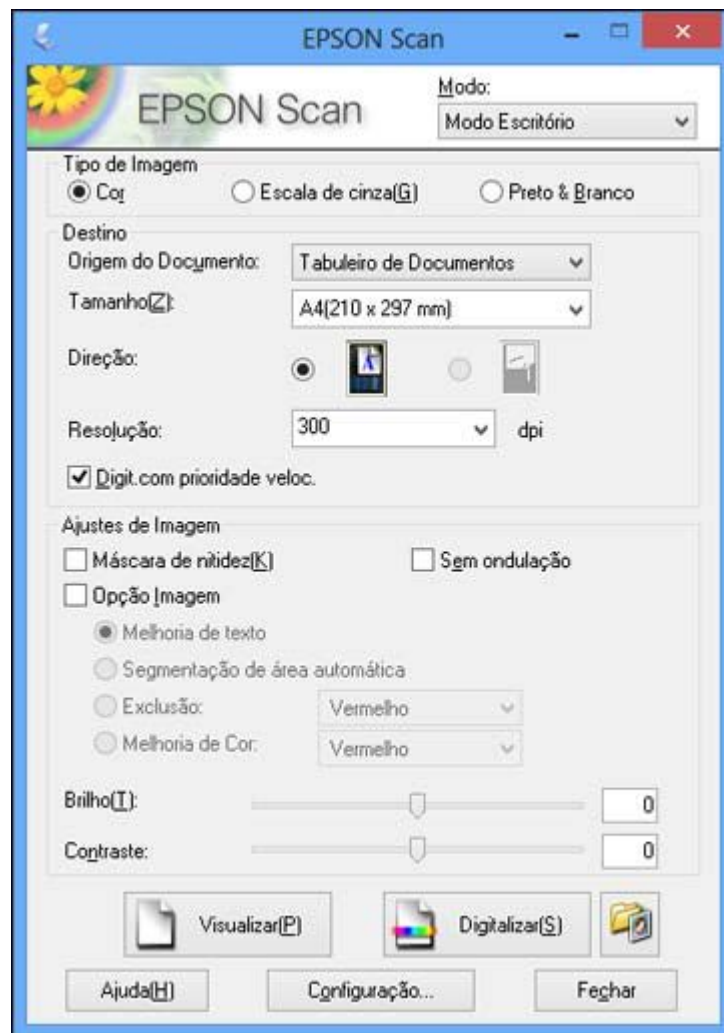 EPSON Scan
EPSON Scan
Modo:
Modo Escritório
Tipo de Imagem
Cor Escala de cinza(G) Preto & Branco
Destino
Origem do Documento: Tabuleiro de Documentos
Tamanho(Z): A4(210 x 297 mm)
Direção:
Resolução: 300 dpi
Digit.com prioridade veloc.
Ajustes de Imagem
Máscara de nitidez(K) Sem ondulação
Opção Imagem
Melhoria de texto
Segmentação de área automática
Exclusão: Vermelho
Melhoria de Cor: Vermelho
Brilho(T): 0
Contraste: 0
Visualizar(P) Digitalizar(S)
Ajuda(H) Configuração... Fechar